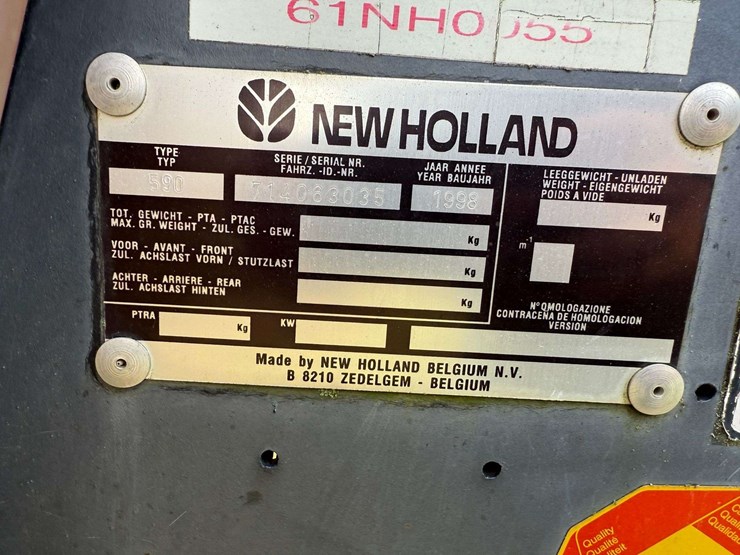 61NHO
NEW HOLLAND
TYPE
TYP
590
SERIE / SERIAL NR.
FAHRZ. -ID.-NR.
JAAR ANNEE
YEAR BAUJAHR
1998
LEEGGEWICHT - UNLADEN
WEIGHT - EIGENGEWICHT
POIDS A VIDE
Kg
TOT. GEWICHT - PTA - PTAC
MAX. GR. WEIGHT - ZUL. GES. - GEW.
Kg
VOOR - AVANT - FRONT
ZUL. ACHSLAST VORN / STUTZLAST
Kg
ACHTER - ARRIERE - REAR
ZUL. ACHSLAST HINTEN
Kg
m⁻¹
N° OMOLOGAZIONE
CONTRACENA DE HOMOLOGACION
VERSION
PTRA
Kg
KW
Made by NEW HOLLAND BELGIUM N.V.
B 8210 ZEDELGEM - BELGIUM
Quality
Qualité